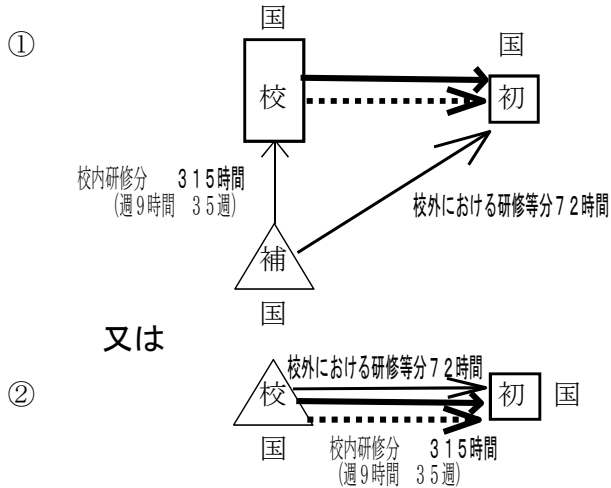 ①
国
国
校
初
校内研修分　３１５時間
(週９時間　３５週)
校外における研修等分７２時間
補
国
又は
②
校外における研修等分７２時間
校
初
国
国
校内研修分　３１５時間
(週９時間　３５週)